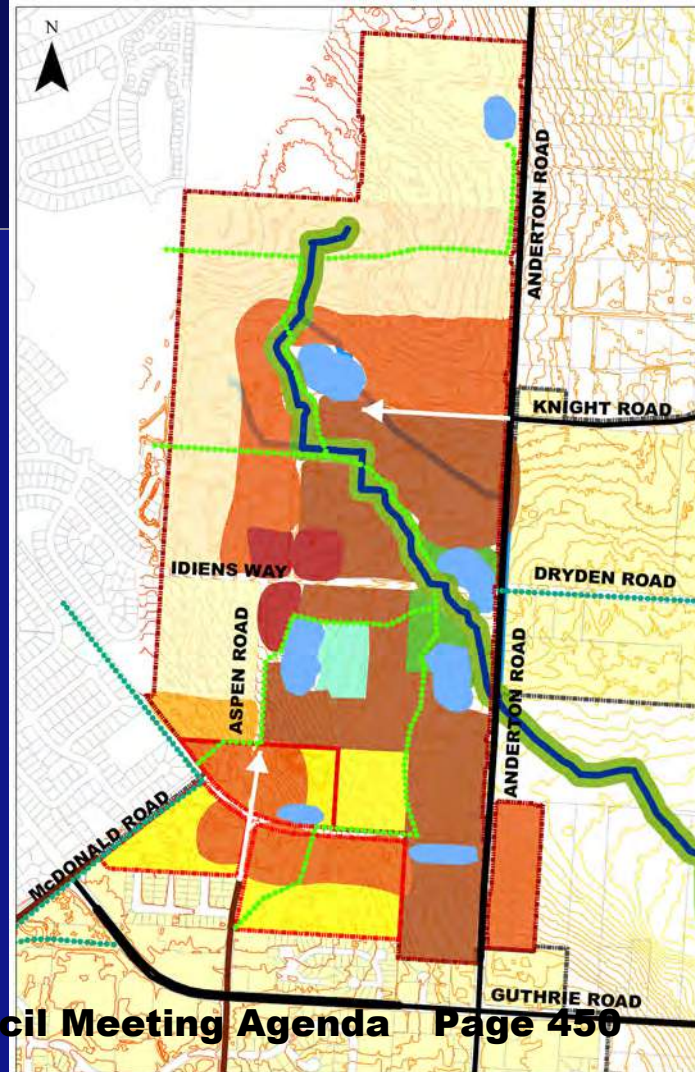 N
ANDERTON ROAD
KNIGHT ROAD
IDIENS WAY
DRYDEN ROAD
ASPEN ROAD
ANDERTON ROAD
McDONALD ROAD
GUTHRIE ROAD
cil Meeting Agenda Page 450